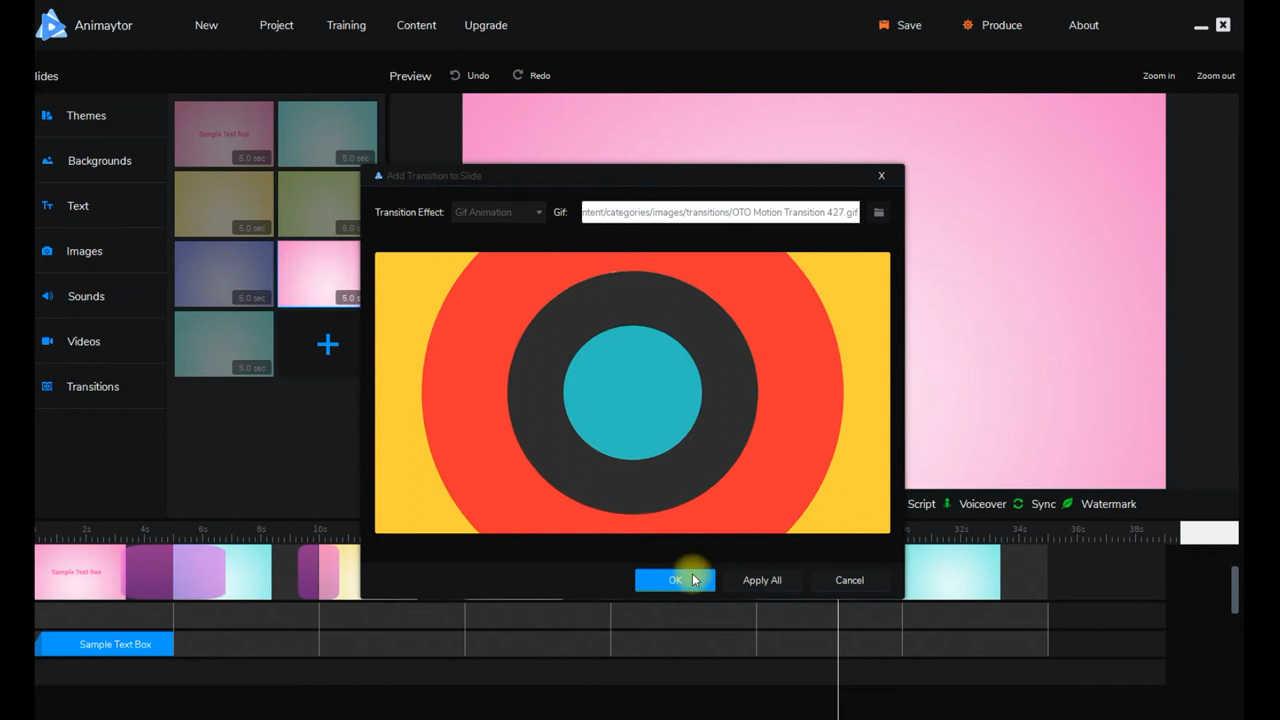 Animaytor New Project Training Content Upgrade Save Produce About
lides Preview Undo Redo Zoom in Zoom out
Themes
Backgrounds
Text
Images
Sounds
Videos
Transitions
Sample Text Box
5.0 sec 5.0 sec
5.0 sec
5.0 sec 5.0 s
5.0 sec
Add Transition to Slide X
Transition Effect: Gif Animation Gif: ntent/categories/images/transitions/OTO Motion Transition 427.gif
OK Apply All Cancel
Script Voiceover Sync Watermark
2s 4s 6s 8s 10s 32s 34s 36s 38s
Sample Text Box
Sample Text Box